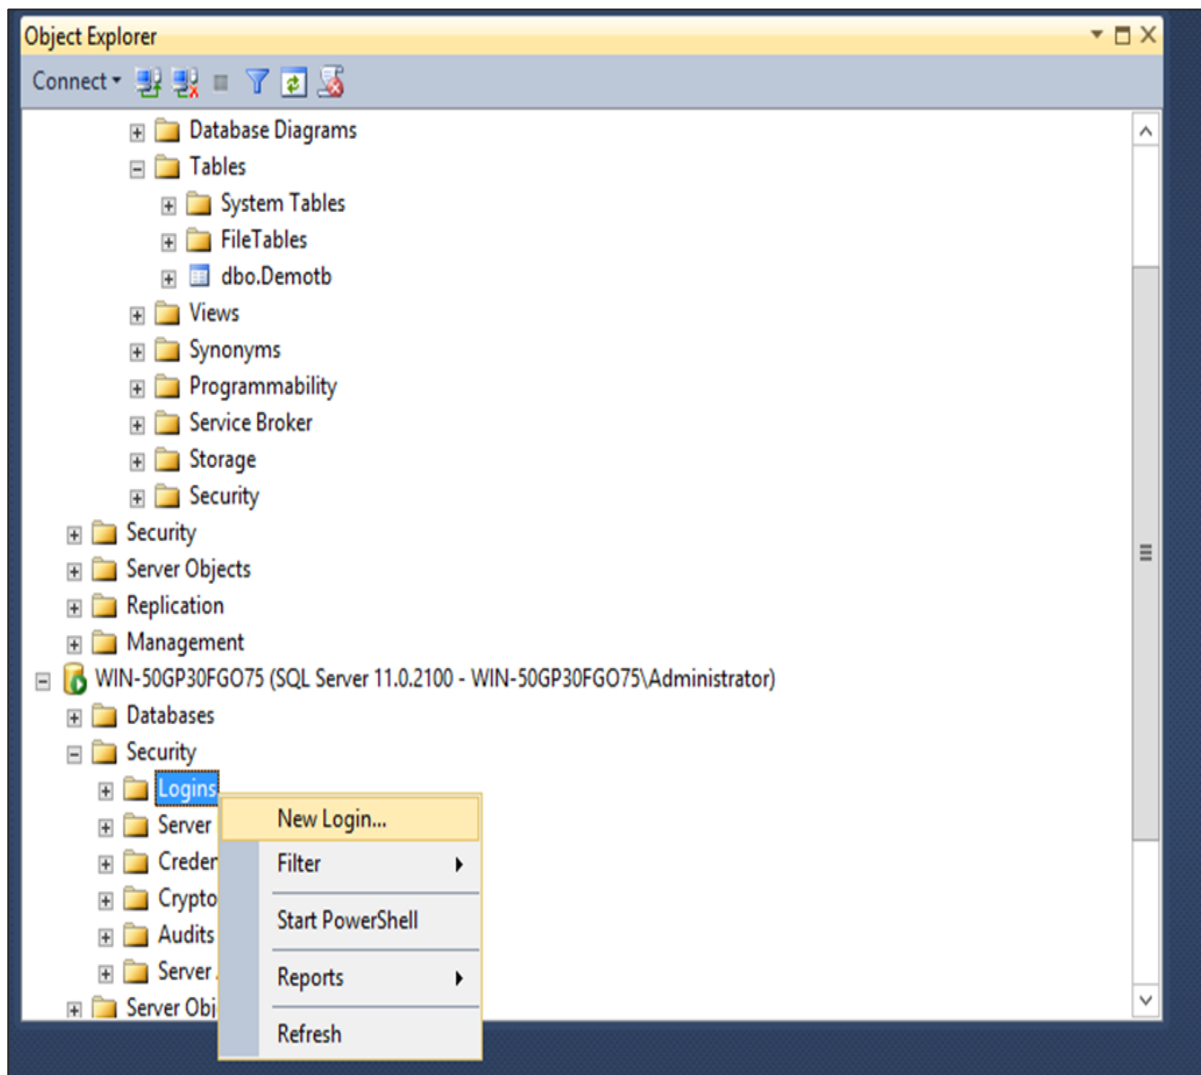 Object Explorer
Connect
Database Diagrams
Tables
System Tables
FileTables
dbo.Demotb
Views
Synonyms
Programmability
Service Broker
Storage
Security
Security
Server Objects
Replication
Management
WIN-50GP30FGO75 (SQL Server 11.0.2100 - WIN-50GP30FGO75\Administrator)
Databases
Security
Logins
New Login...
Server
Filter
Creden
Crypto
Start PowerShell
Audits
Server
Reports
Server Obj
Refresh